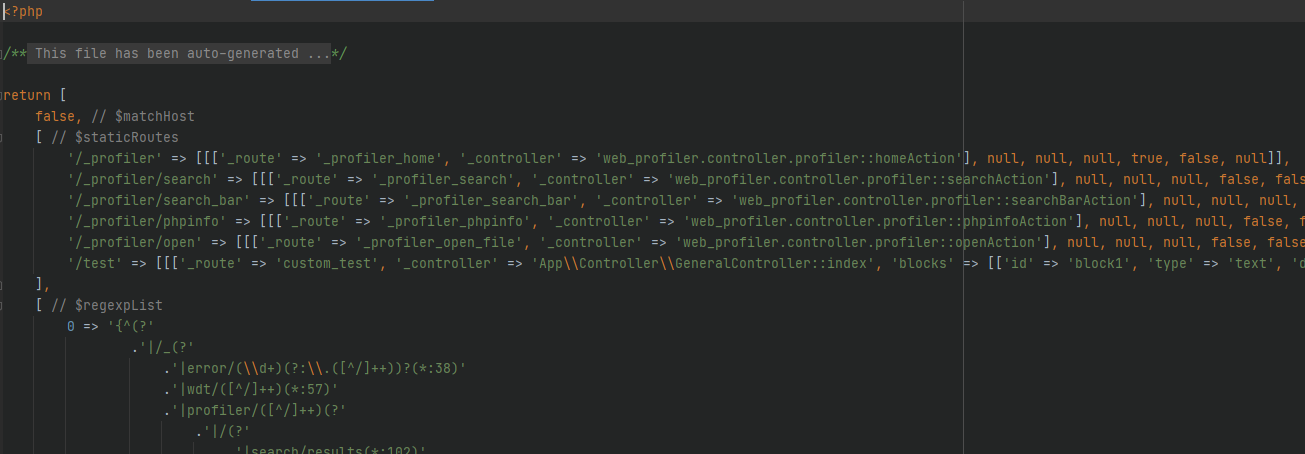 <?php
/** This file has been auto-generated ...*/
return [
    false, // $matchHost
    [ // $staticRoutes
        '/_profiler' => [[['_route' => '_profiler_home', '_controller' => 'web_profiler.controller.profiler::homeAction'], null, null, null, true, false, null]],
        '/_profiler/search' => [[['_route' => '_profiler_search', '_controller' => 'web_profiler.controller.profiler::searchAction'], null, null, null, false, fals
        '/_profiler/search_bar' => [[['_route' => '_profiler_search_bar', '_controller' => 'web_profiler.controller.profiler::searchBarAction'], null, null, null,
        '/_profiler/phpinfo' => [[['_route' => '_profiler_phpinfo', '_controller' => 'web_profiler.controller.profiler::phpinfoAction'], null, null, null, false, f
        '/_profiler/open' => [[['_route' => '_profiler_open_file', '_controller' => 'web_profiler.controller.profiler::openAction'], null, null, null, false, false
        '/test' => [[['_route' => 'custom_test', '_controller' => 'App\\Controller\\GeneralController::index', 'blocks' => [['id' => 'block1', 'type' => 'text', 'd
    ],
    [ // $regexpList
        0 => '{^(?'
                .'|/_(?'
                    .'|error/(\\d+)(?:\\.([^/]++))?(*:38)'
                    .'|wdt/([^/]++)(*:57)'
                    .'|profiler/([^/]++)(?'
                        .'|/(?'
                            .'|search/results(*:102)'